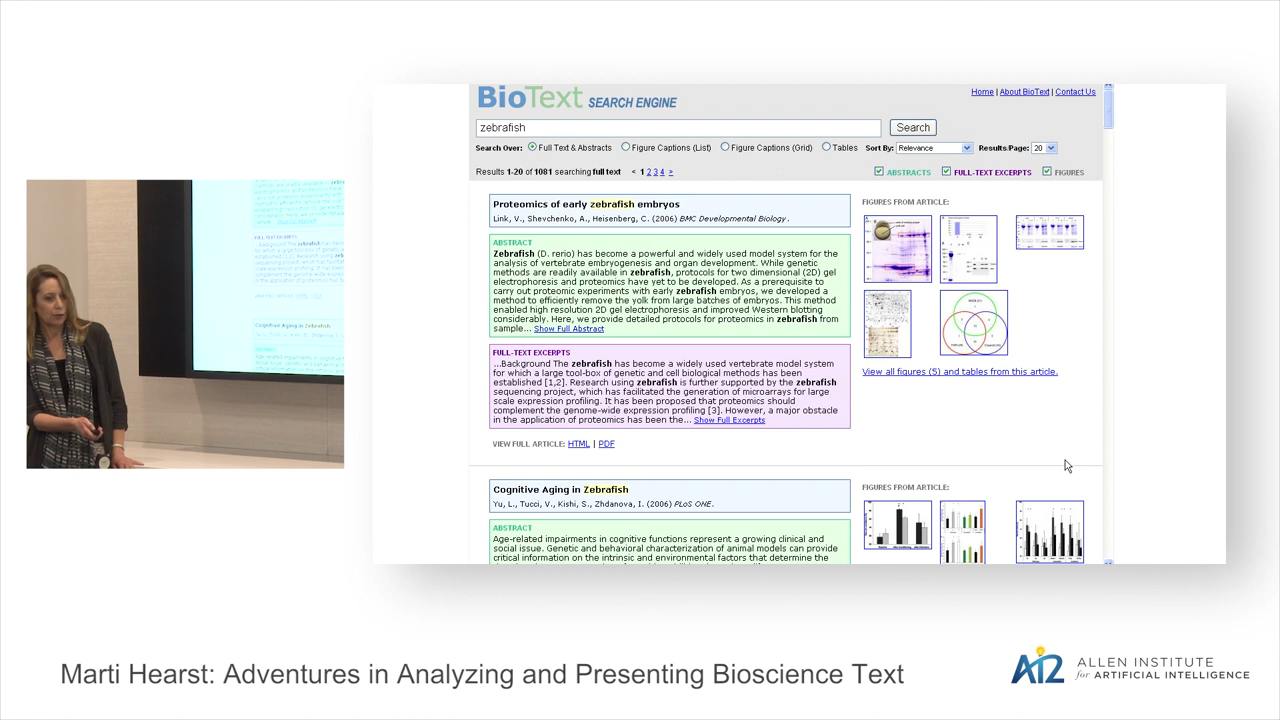 BioText SEARCH ENGINE
Home | About BioText | Contact Us
zebrafish
Search
Search Over: Full Text & Abstracts Figure Captions (List) Figure Captions (Grid) Tables Sort By: Relevance Results/Page: 20
Results 1-20 of 1081 searching full text < 1 2 3 4 >
ABSTRACTS FULL-TEXT EXCERPTS FIGURES
Proteomics of early zebrafish embryos
Link, V., Shevchenko, A., Heisenberg, C. (2006) BMC Developmental Biology.
ABSTRACT
Zebrafish (D. rario) has become a powerful and widely used model system for the
analysis of vertebrate embryogenesis and organ development. While genetic
methods are readily available in zebrafish, protocols for two dimensional (2D) gel
electrophoresis and proteomics have yet to be developed. As a prerequisite to
carry out proteomic experiments with early zebrafish embryos, we developed a
method to efficiently remove the yolk from large batches of embryos. This method
enabled high resolution 2D gel electrophoresis and improved Western blotting
considerably. Here, we provide detailed protocols for proteomics in zebrafish from
sample... Show Full Abstract
FULL-TEXT EXCERPTS
...Background The zebrafish has become a widely used vertebrate model system
for which a large tool-box of genetic and cell biological methods has been
established [1,2]. Research using zebrafish is further supported by the zebrafish
sequencing project, which has facilitated the generation of microarrays for large
scale expression profiling. It has been proposed that proteomics should
complement the genome-wide expression profiling [3]. However, a major obstacle
in the application of proteomics has been the... Show Full Excerpts
VIEW FULL ARTICLE: HTML | PDF
FIGURES FROM ARTICLE:
View all figures (5) and tables from this article.
Cognitive Aging in Zebrafish
Yu, L., Tucci, V., Kishi, S., Zhdanova, I. (2006) PLoS ONE.
ABSTRACT
Age-related impairments in cognitive functions represent a growing clinical and
social issue. Genetic and behavioral characterization of animal models can provide
critical information on the intrinsic and environmental factors that determine the
FIGURES FROM ARTICLE:
Marti Hearst: Adventures in Analyzing and Presenting Bioscience Text
AI2 ALLEN INSTITUTE
for ARTIFICIAL INTELLIGENCE